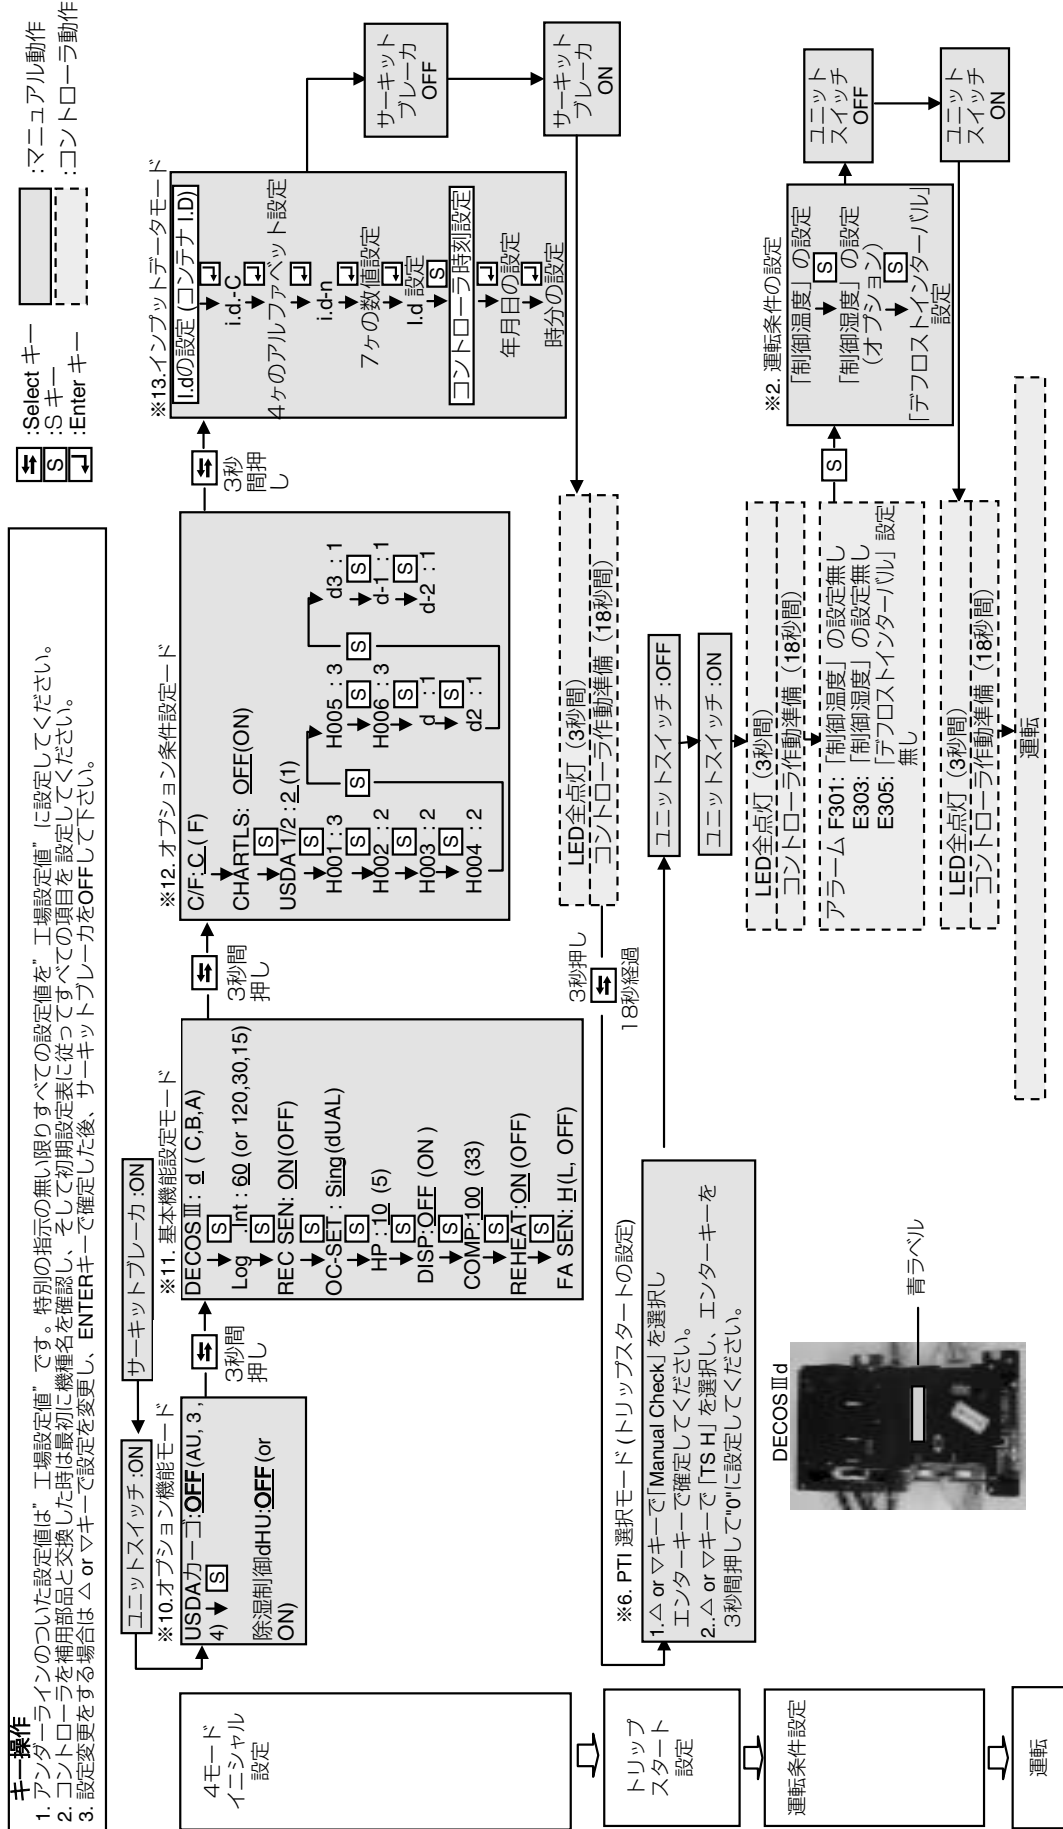 キー操作
1. アンダーラインのついた設定値は”工場設定値”です。特別の指示の無い限りすべての設定値を”工場設定値”に設定してください。
2. コントローラを補用部品と交換した時は最初に機種名を確認し、そして初期設定表に従ってすべての項目を設定してください。
3. 設定変更をする場合は △ or ▽キーで設定を変更し、ENTERキーで確定した後、サーキットブレーカをOFFして下さい。
⇆ :Select キー
S :S キー
↵ :Enter キー
:マニュアル動作
:コントローラ動作
4モード
イニシャル
設定
ユニットスイッチ :ON
サーキットブレーカ :ON
※10.オプション機能モード
USDAカーゴ:OFF(AU, 3 ,
4) S
除湿制御dHU:OFF(or
ON)
⇆
3秒間
押し
※11. 基本機能設定モード
DECOSⅢ: d ( C,B,A)
S
Log .Int : 60 (or 120,30,15)
S
REC SEN: ON(OFF)
S
OC-SET : Sing(dUAL)
S
HP : 10 (5)
S
DISP:OFF (ON )
S
COMP:100 (33)
S
REHEAT:ON (OFF)
S
FA SEN: H(L, OFF)
⇆
3秒間
押し
※12. オプション条件設定ード
C/F: C ( F)
CHARTLS: OFF(ON)
S
USDA 1/2 : 2 (1)
S
H001 : 3
S
H002 : 2
S
H003 : 2
S
H004 : 2
S
H005 : 3
S
H006 : 3
S
d : 1
S
d2 : 1
S
d3 : 1
S
d-1 : 1
S
d-2 : 1
⇆
3秒
間押
し
※13.インプットデータモード
I.dの設定 (コンテナ I.D)
↵
i.d.-C
↵
4ヶのアルファベット設定
↵
i.d-n
↵
7ヶの数値設定
↵
I.d 設定
S
コントローラ時刻設定
↵
年月日の設定
↵
時分の設定
サーキット
ブレーカ
OFF
サーキット
ブレーカ
ON
LED全点灯 (3秒間)
コントローラ作動準備 (18秒間)
3秒押し
⇆
18秒経過
トリップ
スタート
設定
※6. PTI 選択モード (トリップスタートの設定)
1.△ or ▽キーで「Manual Check」を選択し
エンターキーで確定してください。
2..△ or ▽キーで「TS H」を選択し、エンターキーを
3秒間押して"0"に設定してください。
ユニットスイッチ :OFF
ユニットスイッチ :ON
運転条件設定
LED全点灯 (3秒間)
コントローラ作動準備 (18秒間)
アラーム F301:「制御温度」の設定無し
E303:「制御湿度」の設定無し
E305:「デフロストインターバル」設定
無し
S
※2. 運転条件の設定
「制御温度」の設定
S
「制御湿度」の設定
(オプション)
S
「デフロストインターバル」
設定
ユニット
スイッチ
OFF
ユニット
スイッチ
ON
LED全点灯 (3秒間)
コントローラ作動準備 (18秒間)
運転
運転
DECOSⅢd
青ラベル